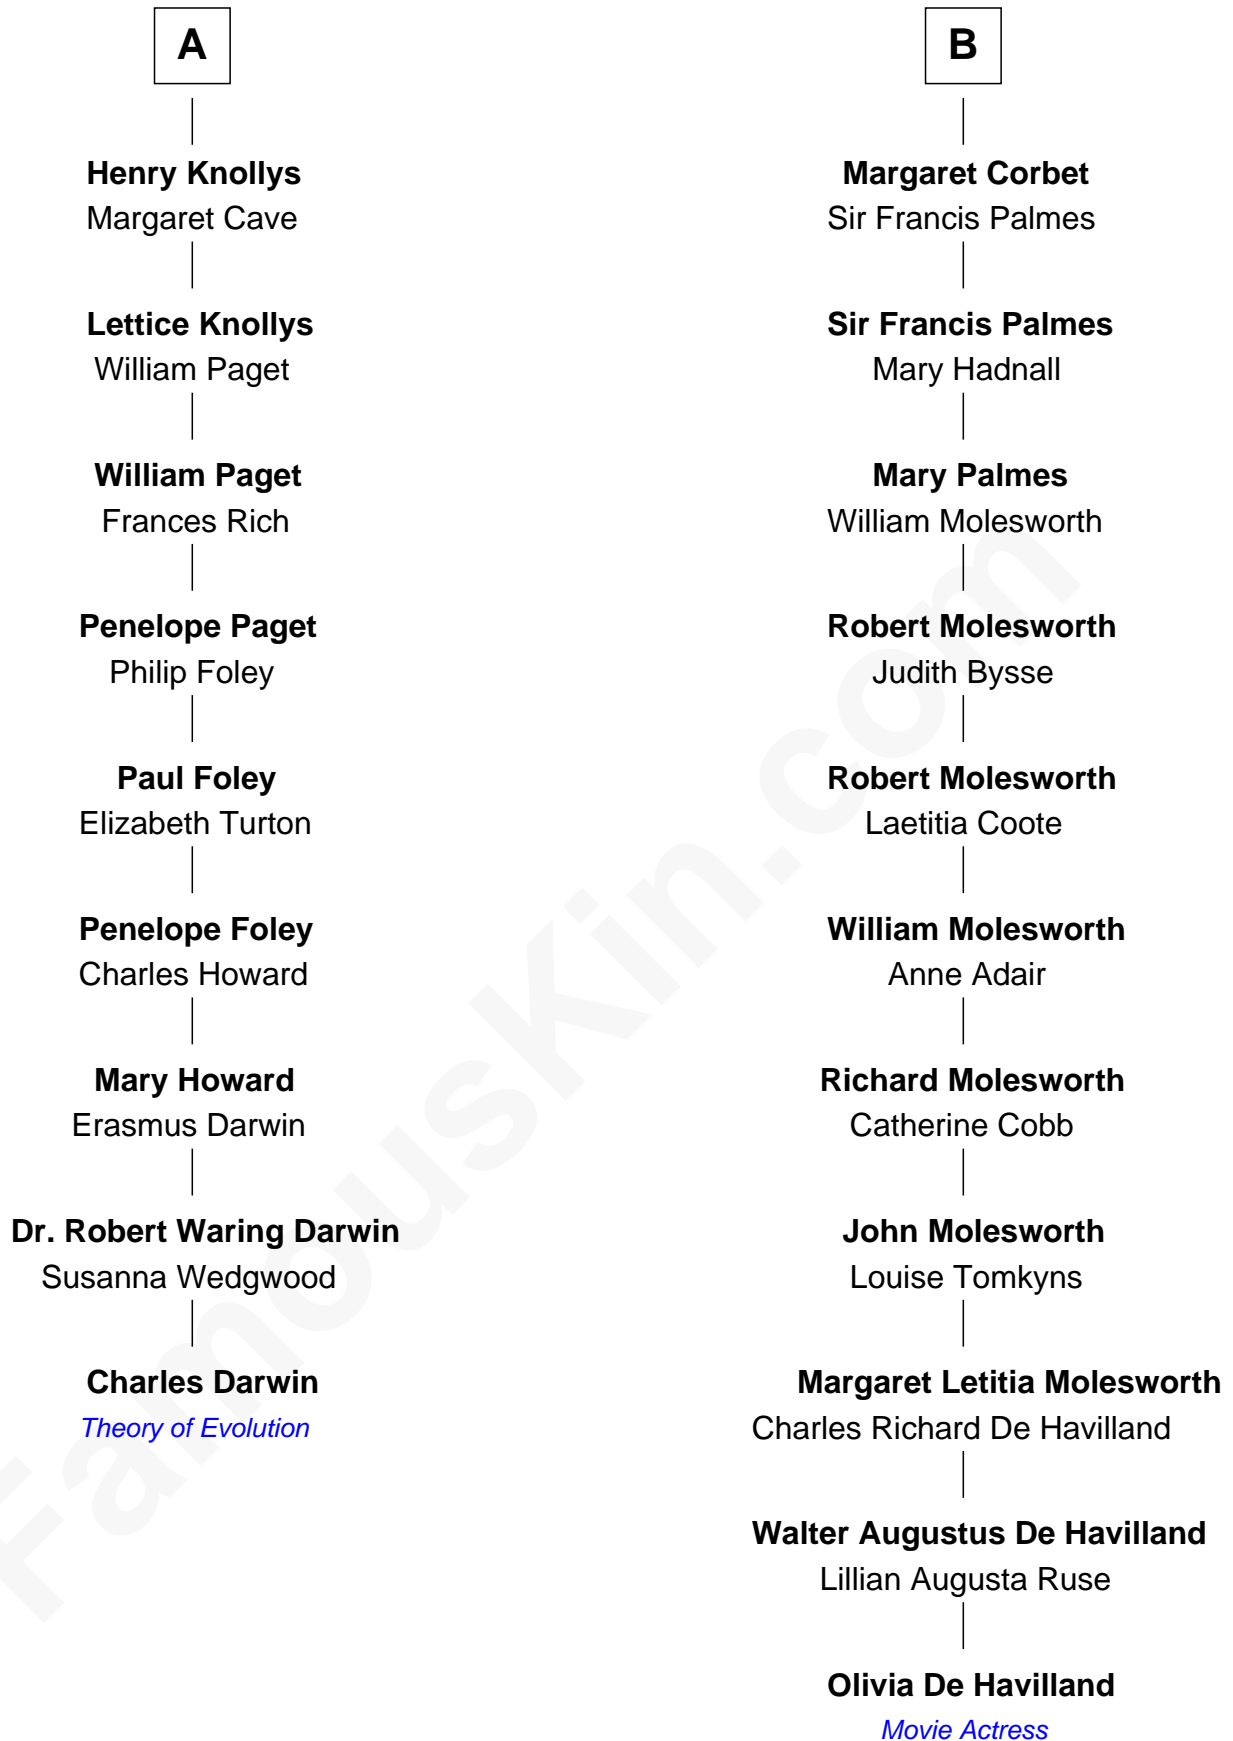 A
Henry Knollys
Margaret Cave
Lettice Knollys
William Paget
William Paget
Frances Rich
Penelope Paget
Philip Foley
Paul Foley
Elizabeth Turton
Penelope Foley
Charles Howard
Mary Howard
Erasmus Darwin
Dr. Robert Waring Darwin
Susanna Wedgwood
Charles Darwin
Theory of Evolution
B
Margaret Corbet
Sir Francis Palmes
Sir Francis Palmes
Mary Hadnall
Mary Palmes
William Molesworth
Robert Molesworth
Judith Bysse
Robert Molesworth
Laetitia Coote
William Molesworth
Anne Adair
Richard Molesworth
Catherine Cobb
John Molesworth
Louise Tomkyns
Margaret Letitia Molesworth
Charles Richard De Havilland
Walter Augustus De Havilland
Lillian Augusta Ruse
Olivia De Havilland
Movie Actress
FamousKin.com